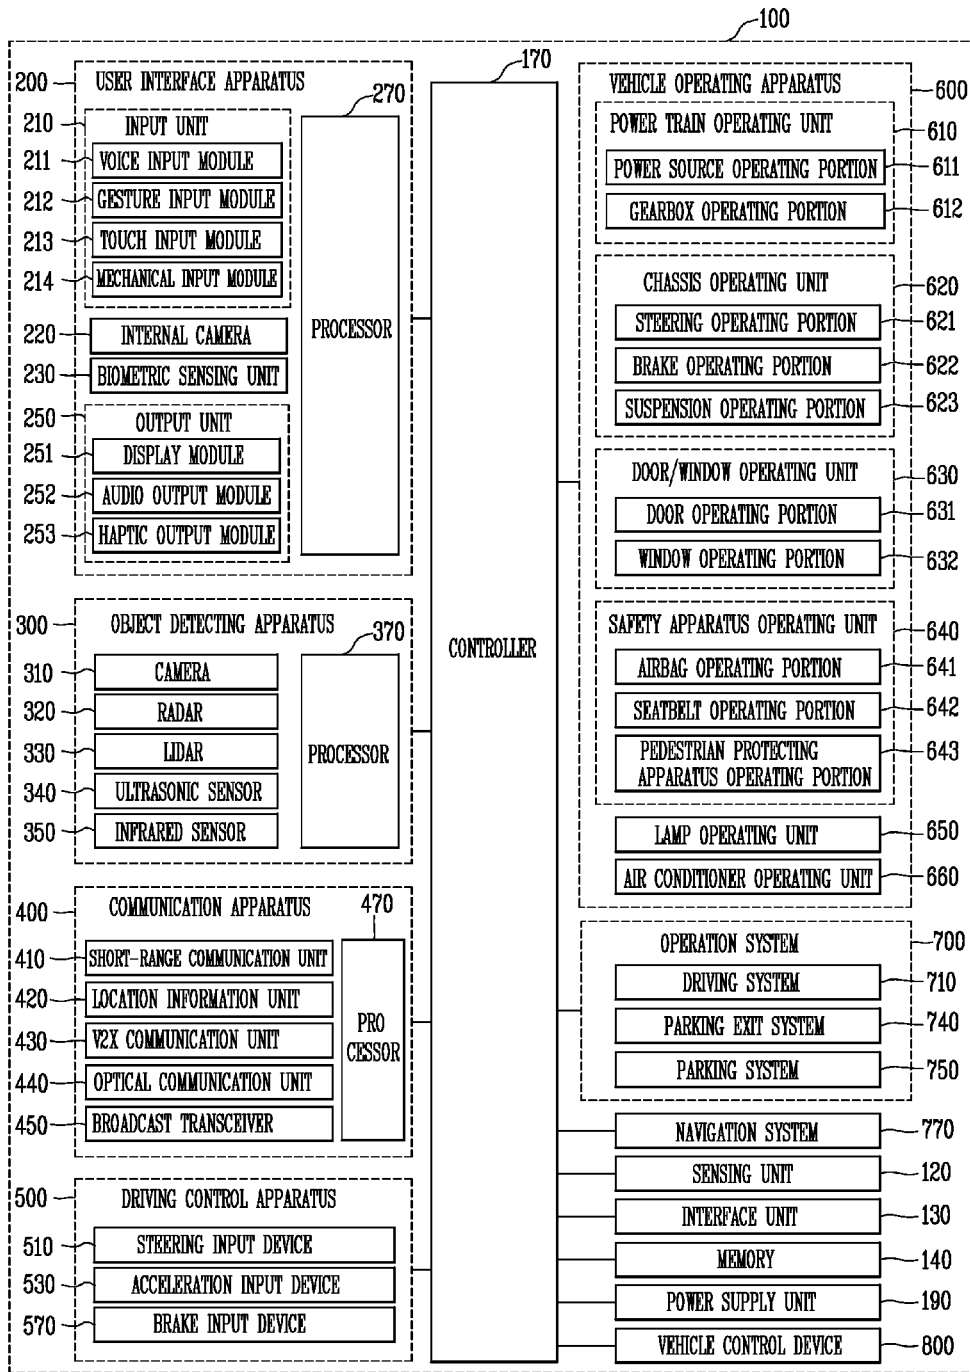 100
200
USER INTERFACE APPARATUS
270
210
INPUT UNIT
211
VOICE INPUT MODULE
212
GESTURE INPUT MODULE
213
TOUCH INPUT MODULE
214
MECHANICAL INPUT MODULE
220
INTERNAL CAMERA
230
BIOMETRIC SENSING UNIT
250
OUTPUT UNIT
251
DISPLAY MODULE
252
AUDIO OUTPUT MODULE
253
HAPTIC OUTPUT MODULE
PROCESSOR
300
OBJECT DETECTING APPARATUS
370
310
CAMERA
320
RADAR
330
LIDAR
340
ULTRASONIC SENSOR
350
INFRARED SENSOR
PROCESSOR
400
COMMUNICATION APPARATUS
470
410
SHORT-RANGE COMMUNICATION UNIT
420
LOCATION INFORMATION UNIT
430
V2X COMMUNICATION UNIT
440
OPTICAL COMMUNICATION UNIT
450
BROADCAST TRANSCEIVER
PRO
CESSOR
500
DRIVING CONTROL APPARATUS
510
STEERING INPUT DEVICE
530
ACCELERATION INPUT DEVICE
570
BRAKE INPUT DEVICE
170
CONTROLLER
VEHICLE OPERATING APPARATUS
600
POWER TRAIN OPERATING UNIT
610
POWER SOURCE OPERATING PORTION
611
GEARBOX OPERATING PORTION
612
CHASSIS OPERATING UNIT
620
STEERING OPERATING PORTION
621
BRAKE OPERATING PORTION
622
SUSPENSION OPERATING PORTION
623
DOOR/WINDOW OPERATING UNIT
630
DOOR OPERATING PORTION
631
WINDOW OPERATING PORTION
632
SAFETY APPARATUS OPERATING UNIT
640
AIRBAG OPERATING PORTION
641
SEATBELT OPERATING PORTION
642
PEDESTRIAN PROTECTING
APPARATUS OPERATING PORTION
643
LAMP OPERATING UNIT
650
AIR CONDITIONER OPERATING UNIT
660
OPERATION SYSTEM
700
DRIVING SYSTEM
710
PARKING EXIT SYSTEM
740
PARKING SYSTEM
750
NAVIGATION SYSTEM
770
SENSING UNIT
120
INTERFACE UNIT
130
MEMORY
140
POWER SUPPLY UNIT
190
VEHICLE CONTROL DEVICE
800